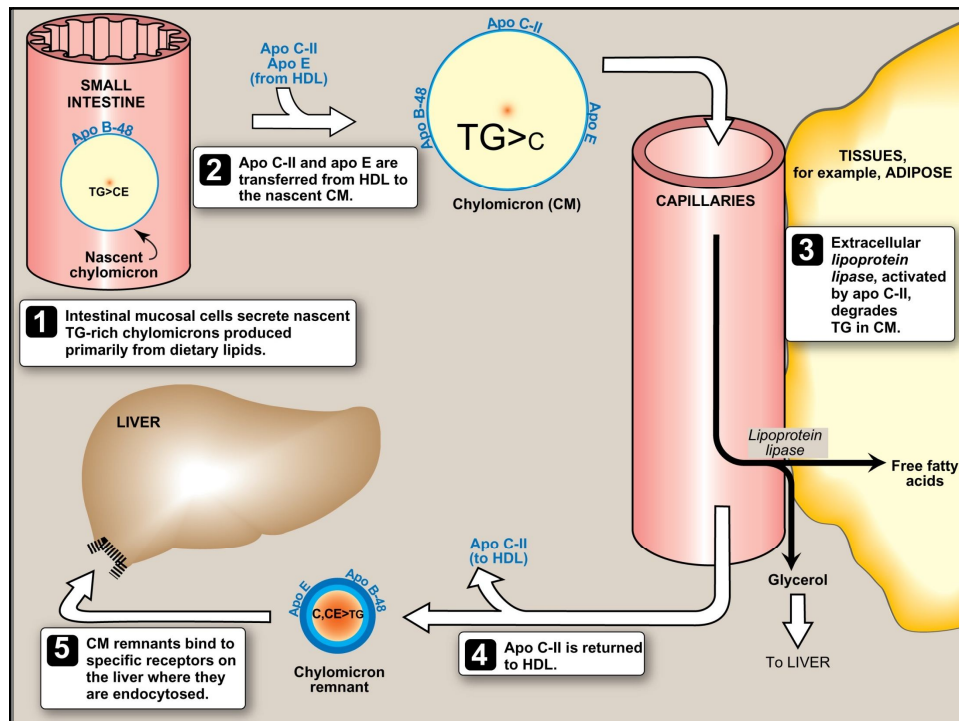 SMALL
INTESTINE
Apo B-48
TG>CE
Nascent
chylomicron
1 Intestinal mucosal cells secrete nascent
TG-rich chylomicrons produced
primarily from dietary lipids.
Apo C-II
Apo E
(from HDL)
2 Apo C-II and apo E are
transferred from HDL to
the nascent CM.
Apo C-II
Apo B-48
Apo E
TG>C
Chylomicron (CM)
CAPILLARIES
TISSUES,
for example, ADIPOSE
3 Extracellular
lipoprotein
lipase, activated
by apo C-II,
degrades
TG in CM.
Lipoprotein
lipase
Free fatty
acids
Glycerol
To LIVER
Apo C-II
(to HDL)
4 Apo C-II is returned
to HDL.
Apo E
Apo B-48
C,CE>TG
Chylomicron
remnant
LIVER
5 CM remnants bind to
specific receptors on
the liver where they
are endocytosed.